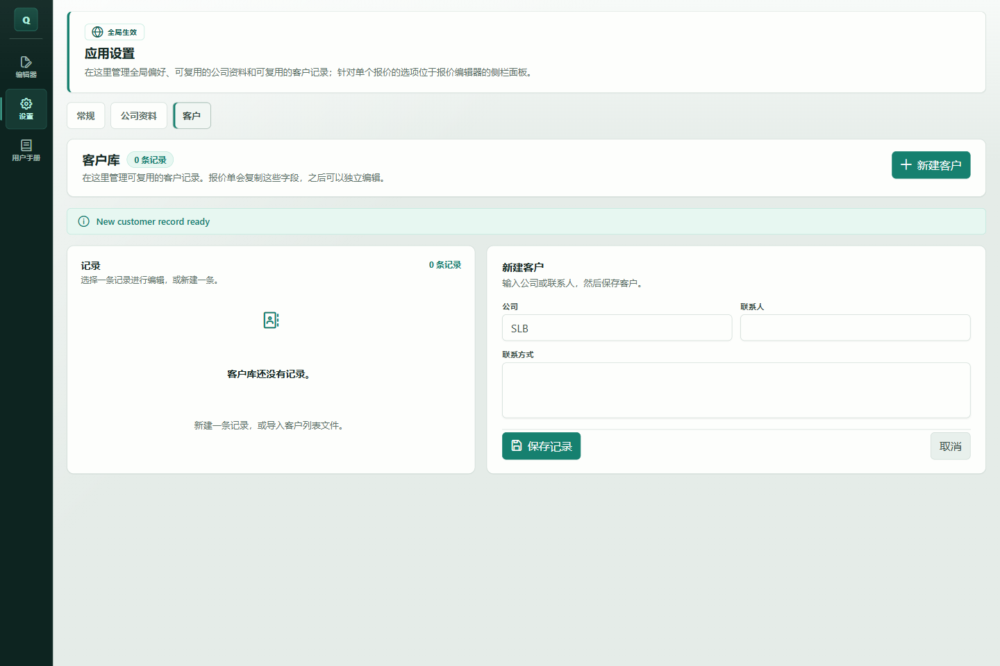 Q
编辑器
设置
用户手册
全局生效
应用设置
在这里管理全局偏好、可复用的公司资料和可复用的客户记录；针对单个报价的选项位于报价编辑器的侧栏面板。
常规
公司资料
客户
客户库
0 条记录
在这里管理可复用的客户记录。报价单会复制这些字段，之后可以独立编辑。
新建客户
New customer record ready
记录
0 条记录
选择一条记录进行编辑，或新建一条。
客户库还没有记录。
新建一条记录，或导入客户列表文件。
新建客户
输入公司或联系人，然后保存客户。
公司
联系人
SLB
联系方式
保存记录
取消